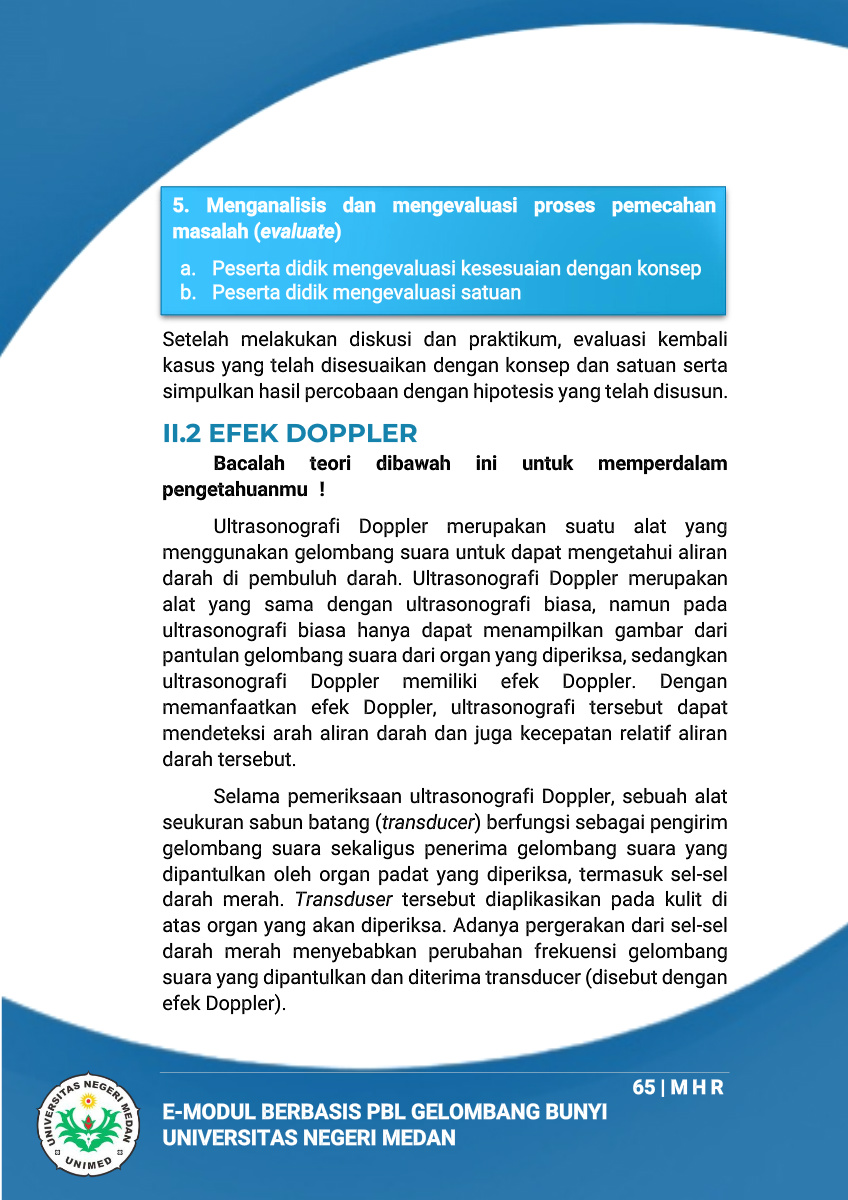 5. Menganalisis dan mengevaluasi proses pemecahan
masalah (evaluate)
a. Peserta didik mengevaluasi kesesuaian dengan konsep
b. Peserta didik mengevaluasi satuan
Setelah melakukan diskusi dan praktikum, evaluasi kembali
kasus yang telah disesuaikan dengan konsep dan satuan serta
simpulkan hasil percobaan dengan hipotesis yang telah disusun.
II.2 EFEK DOPPLER
Bacalah teori dibawah ini untuk memperdalam
pengetahuanmu !
Ultrasonografi Doppler merupakan suatu alat yang
menggunakan gelombang suara untuk dapat mengetahui aliran
darah di pembuluh darah. Ultrasonografi Doppler merupakan
alat yang sama dengan ultrasonografi biasa, namun pada
ultrasonografi biasa hanya dapat menampilkan gambar dari
pantulan gelombang suara dari organ yang diperiksa, sedangkan
ultrasonografi Doppler memiliki efek Doppler. Dengan
memanfaatkan efek Doppler, ultrasonografi tersebut dapat
mendeteksi arah aliran darah dan juga kecepatan relatif aliran
darah tersebut.
Selama pemeriksaan ultrasonografi Doppler, sebuah alat
seukuran sabun batang (transducer) berfungsi sebagai pengirim
gelombang suara sekaligus penerima gelombang suara yang
dipantulkan oleh organ padat yang diperiksa, termasuk sel-sel
darah merah. Transduser tersebut diaplikasikan pada kulit di
atas organ yang akan diperiksa. Adanya pergerakan dari sel-sel
darah merah menyebabkan perubahan frekuensi gelombang
suara yang dipantulkan dan diterima transducer (disebut dengan
efek Doppler).
65 | M H R
E-MODUL BERBASIS PBL GELOMBANG BUNYI
UNIVERSITAS NEGERI MEDAN
UNIVERSITAS NEGERI MEDAN
UNIMED